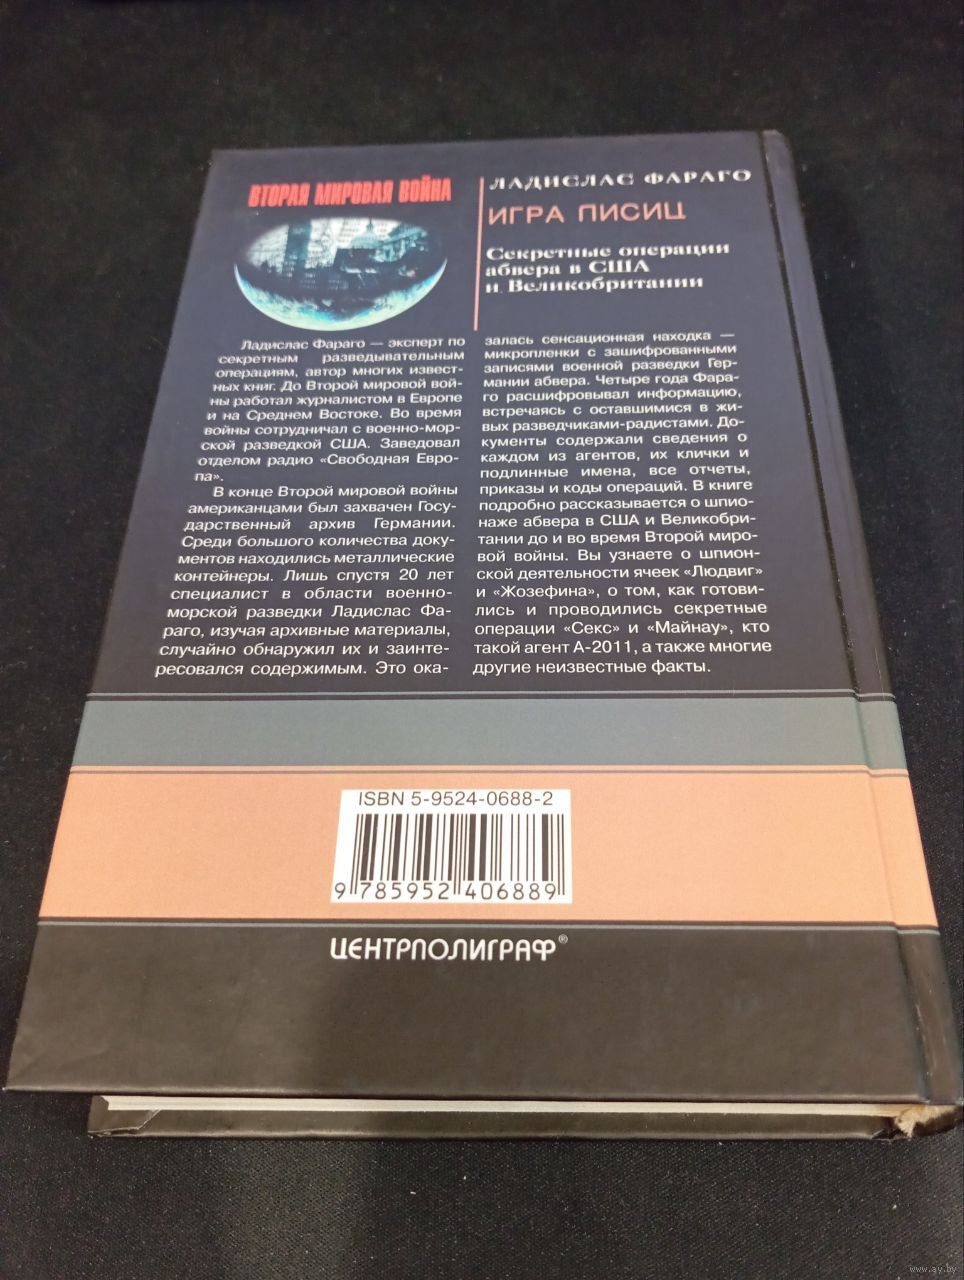 ВТОРАЯ МИРОВАЯ ВОЙНА
ЛАДИСЛАС ФАРАГО
ИГРА ЛИСИЦ
Секретные операции
абвера в США
и Великобритании
Ладислас Фараго — эксперт по
секретным разведывательным
операциям, автор многих извест-
ных книг. До Второй мировой вой-
ны работал журналистом в Европе
и на Среднем Востоке. Во время
войны сотрудничал с военно-мор-
ской разведкой США. Заведовал
отделом радио «Свободная Евро-
па».
В конце Второй мировой войны
американцами был захвачен Госу-
дарственный архив Германии.
Среди большого количества доку-
ментов находились металлические
контейнеры. Лишь спустя 20 лет
специалист в области военно-
морской разведки Ладислас Фа-
раго, изучая архивные материалы,
случайно обнаружил их и заинте-
ресовался содержимым. Это ока-
залась сенсационная находка —
микропленки с зашифрованными
записями военной разведки Гер-
мании абвера. Четыре года Фара-
го расшифровывал информацию,
встречаясь с оставшимися в жи-
вых разведчиками-радистами. До-
кументы содержали сведения о
каждом из агентов, их клички и
подлинные имена, все отчеты,
приказы и коды операций. В книге
подробно рассказывается о шпио-
наже абвера в США и Великобри-
тании до и во время Второй миро-
вой войны. Вы узнаете о шпион-
ской деятельности ячеек «Людвиг»
и «Жозефина», о том, как готови-
лись и проводились секретные
операции «Секс» и «Майнау», кто
такой агент А-2011, а также многие
другие неизвестные факты.
ISBN 5-9524-0688-2
9 785952 406889
ЦЕНТРПОЛИГРАФ®
www.ay.by